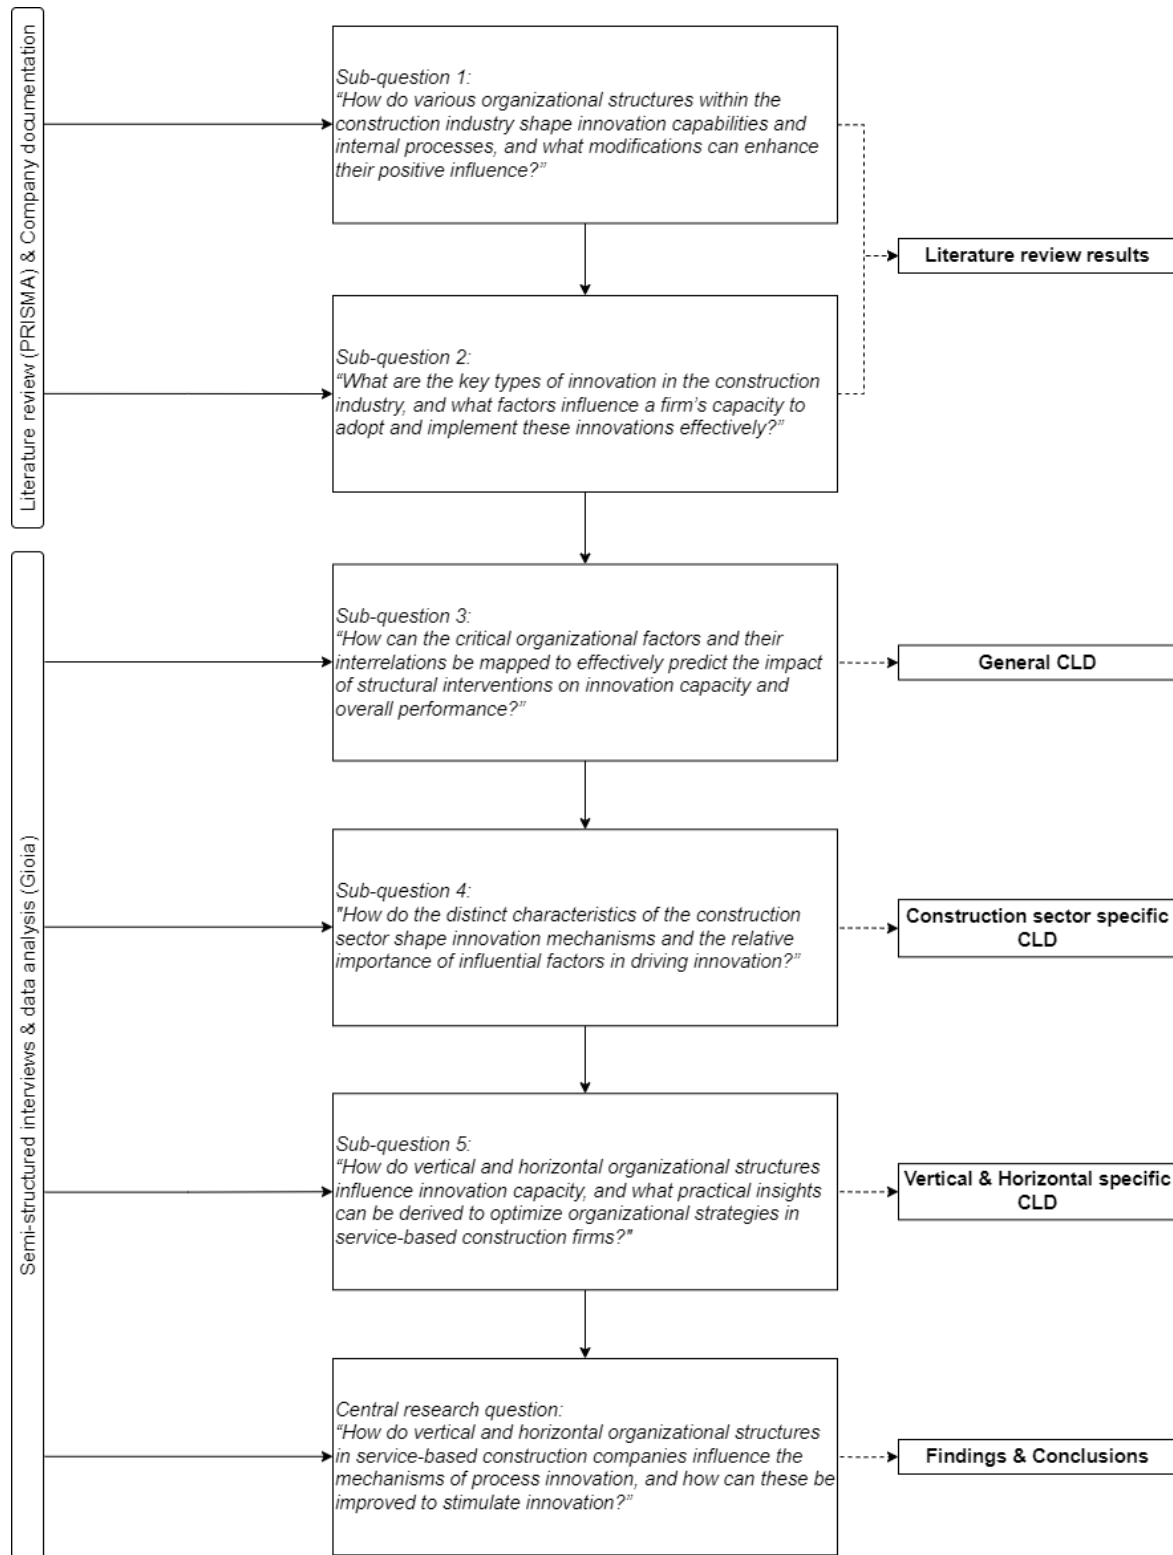 Literature review (PRISMA) & Company documentation
Sub-question 1:
“How do various organizational structures within the
construction industry shape innovation capabilities and
internal processes, and what modifications can enhance
their positive influence?”
Literature review results
Sub-question 2:
“What are the key types of innovation in the construction
industry, and what factors influence a firm’s capacity to
adopt and implement these innovations effectively?”
Semi-structured interviews & data analysis (Gioia)
Sub-question 3:
“How can the critical organizational factors and their
interrelations be mapped to effectively predict the impact
of structural interventions on innovation capacity and
overall performance?”
General CLD
Sub-question 4:
"How do the distinct characteristics of the construction
sector shape innovation mechanisms and the relative
importance of influential factors in driving innovation?”
Construction sector specific
CLD
Sub-question 5:
“How do vertical and horizontal organizational structures
influence innovation capacity, and what practical insights
can be derived to optimize organizational strategies in
service-based construction firms?"
Vertical & Horizontal specific
CLD
Central research question:
“How do vertical and horizontal organizational structures
in service-based construction companies influence the
mechanisms of process innovation, and how can these be
improved to stimulate innovation?”
Findings & Conclusions